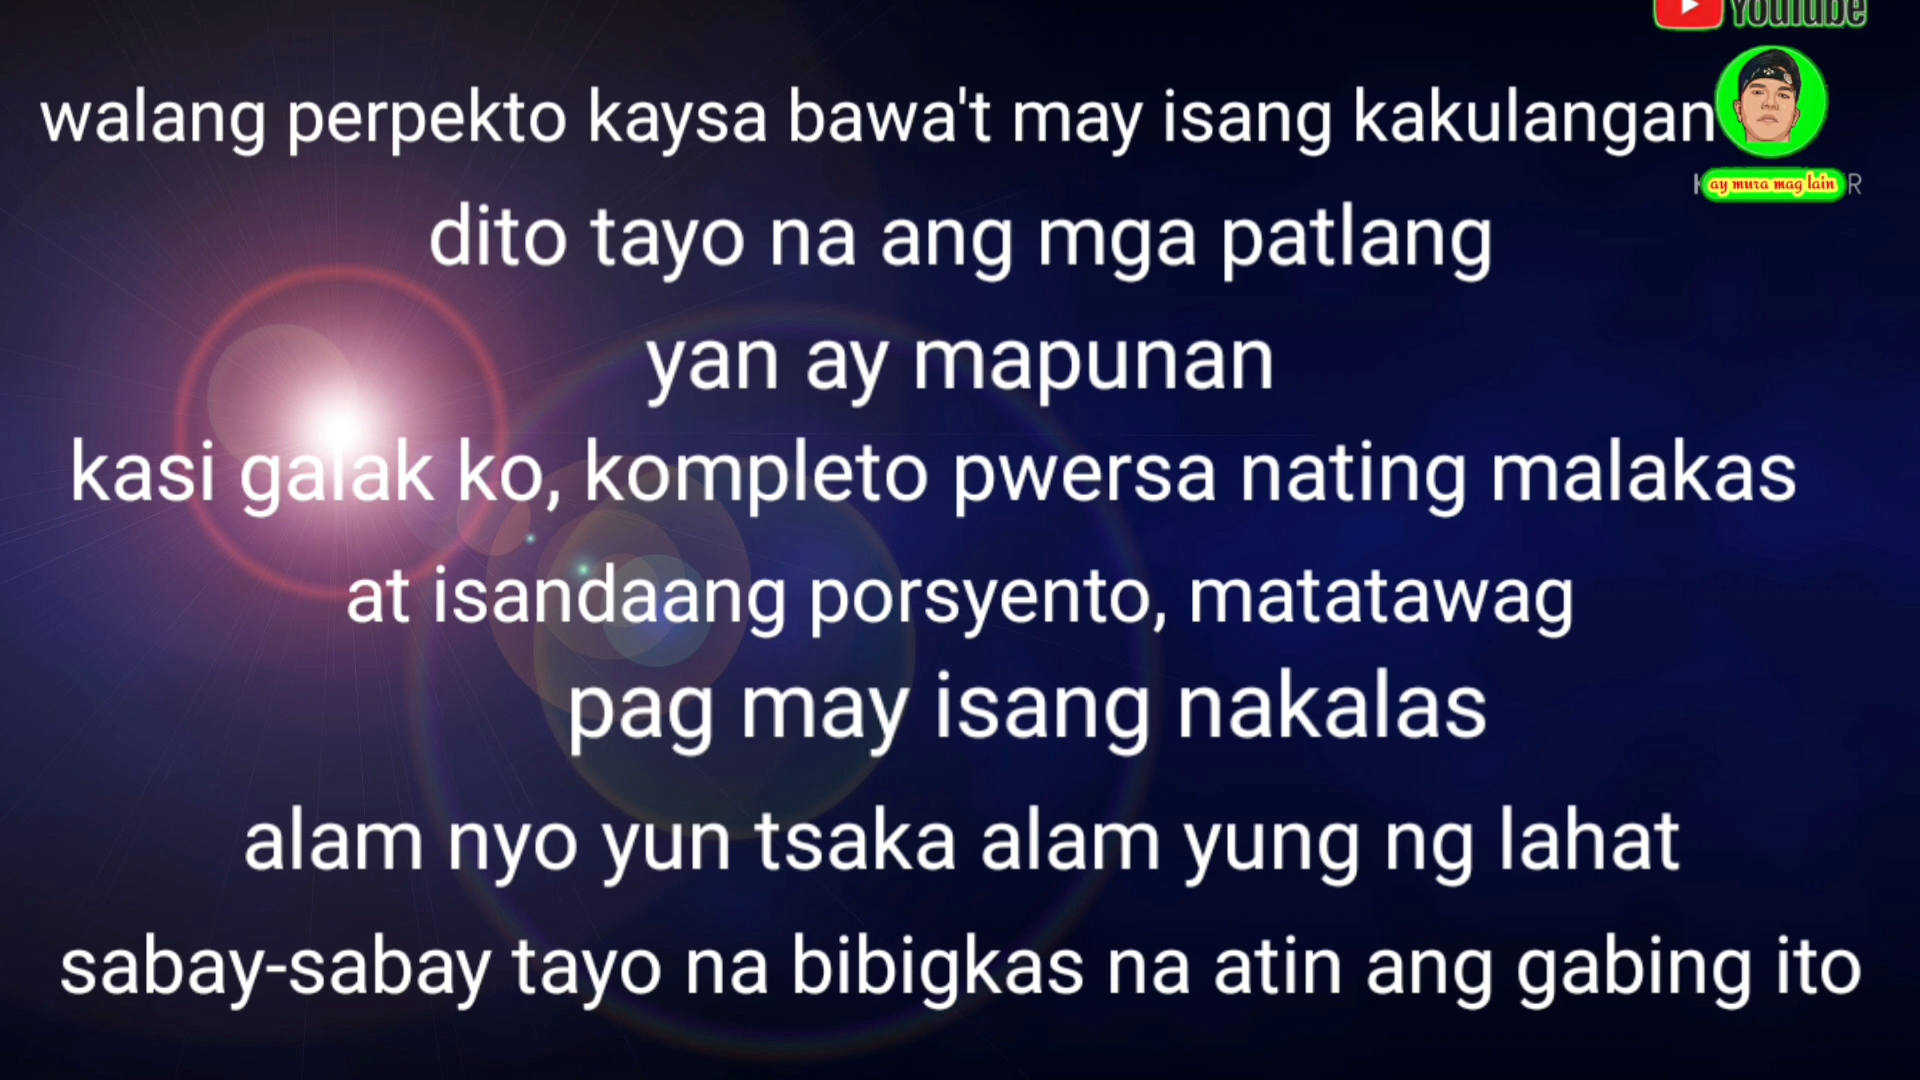 YouTube
walang perpekto kaysa bawa't may isang kakulangan
ay mura mag lain
dito tayo na ang mga patlang
yan ay mapunan
kasi galak ko, kompleto pwersa nating malakas
at isandaang porsyento, matatawag
pag may isang nakalas
alam nyo yun tsaka alam yung ng lahat
sabay-sabay tayo na bibigkas na atin ang gabing ito